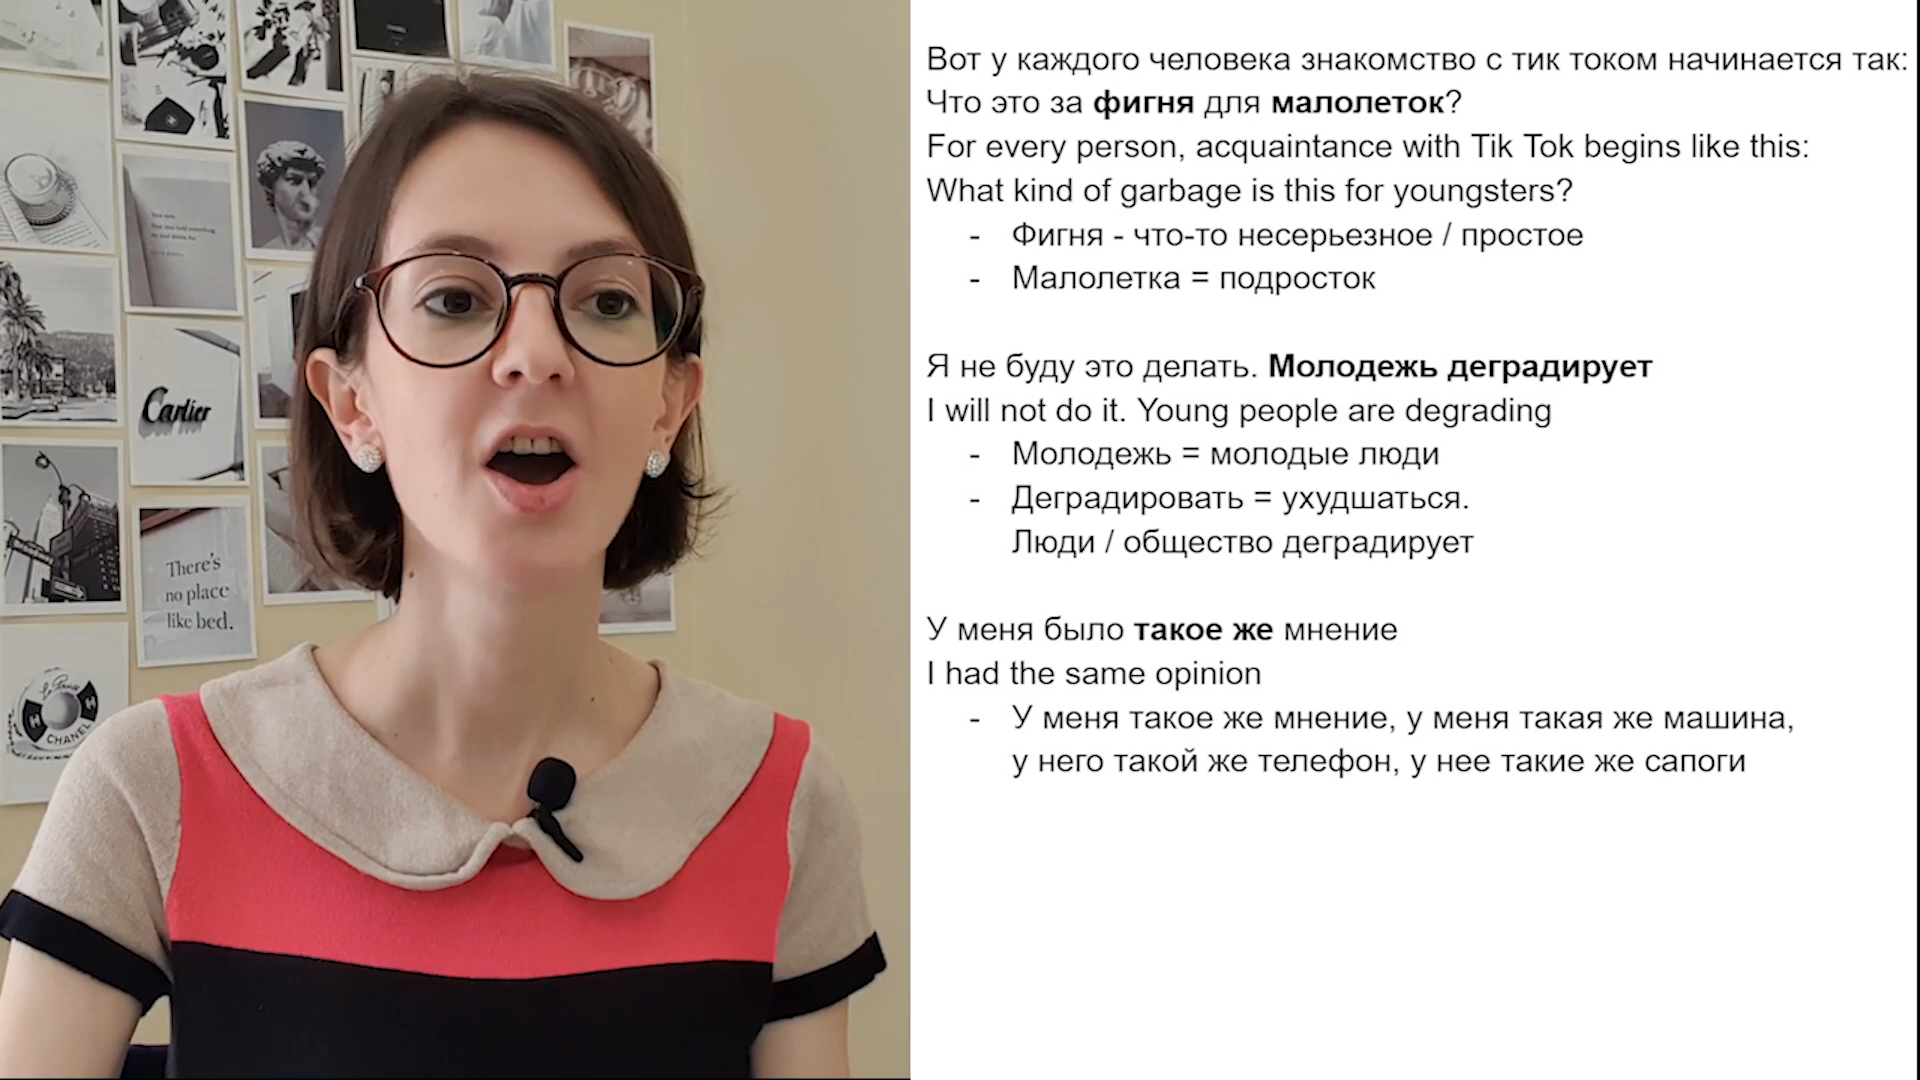 Вот у каждого человека знакомство с тик током начинается так:
Что это за фигня для малолеток?
For every person, acquaintance with Tik Tok begins like this:
What kind of garbage is this for youngsters?
- Фигня - что-то несерьезное / простое
- Малолетка = подросток
Я не буду это делать. Молодежь деградирует
I will not do it. Young people are degrading
- Молодежь = молодые люди
- Деградировать = ухудшаться.
Люди / общество деградирует
У меня было такое же мнение
I had the same opinion
- У меня такое же мнение, у меня такая же машина,
у него такой же телефон, у нее такие же сапоги
Cartier
There's
no place
like bed.
La Pausa
CHANEL